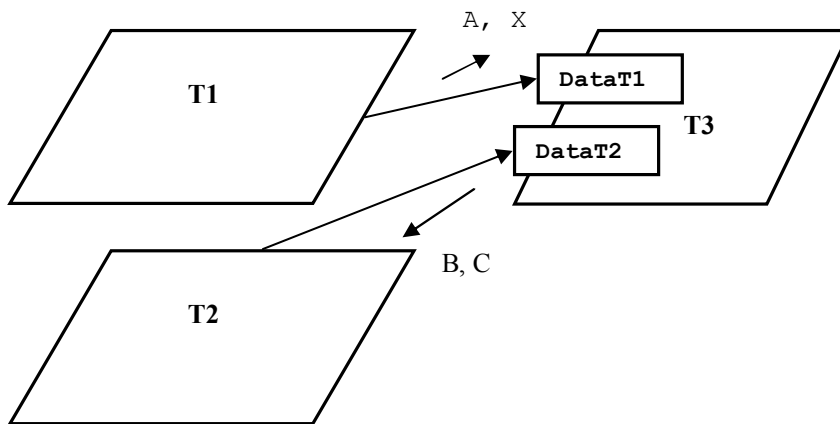 A, X
T1
DataT1
T3
DataT2
B, C
T2